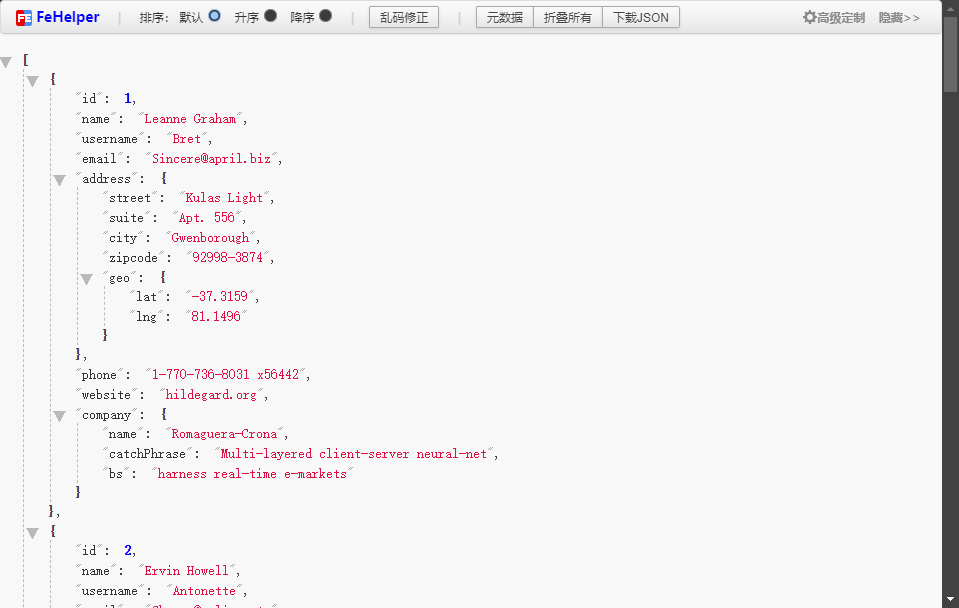 FeHelper | 排序: 默认 升序 降序 | 乱码修正 | 元数据 折叠所有 下载JSON 高级定制 隐藏>>
[
{
"id": 1,
"name": "Leanne Graham",
"username": "Bret",
"email": "Sincere@april.biz",
"address": {
"street": "Kulas Light",
"suite": "Apt. 556",
"city": "Gwenborough",
"zipcode": "92998-3874",
"geo": {
"lat": "-37.3159",
"lng": "81.1496"
}
},
"phone": "1-770-736-8031 x56442",
"website": "hildegard.org",
"company": {
"name": "Romaguera-Crona",
"catchPhrase": "Multi-layered client-server neural-net",
"bs": "harness real-time e-markets"
}
},
{
"id": 2,
"name": "Ervin Howell",
"username": "Antonette",